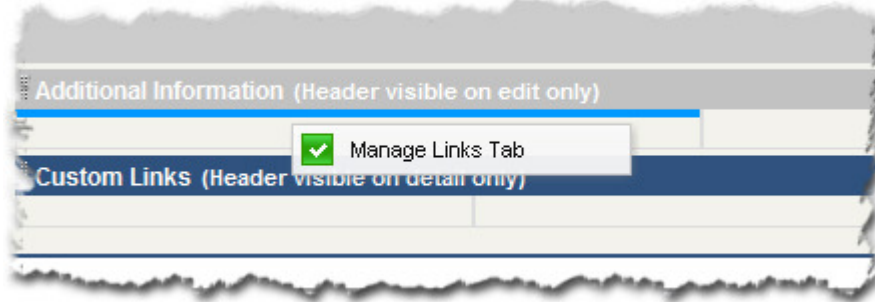 Additional Information (Header visible on edit only)
Manage Links Tab
Custom Links (Header visible on detail only)